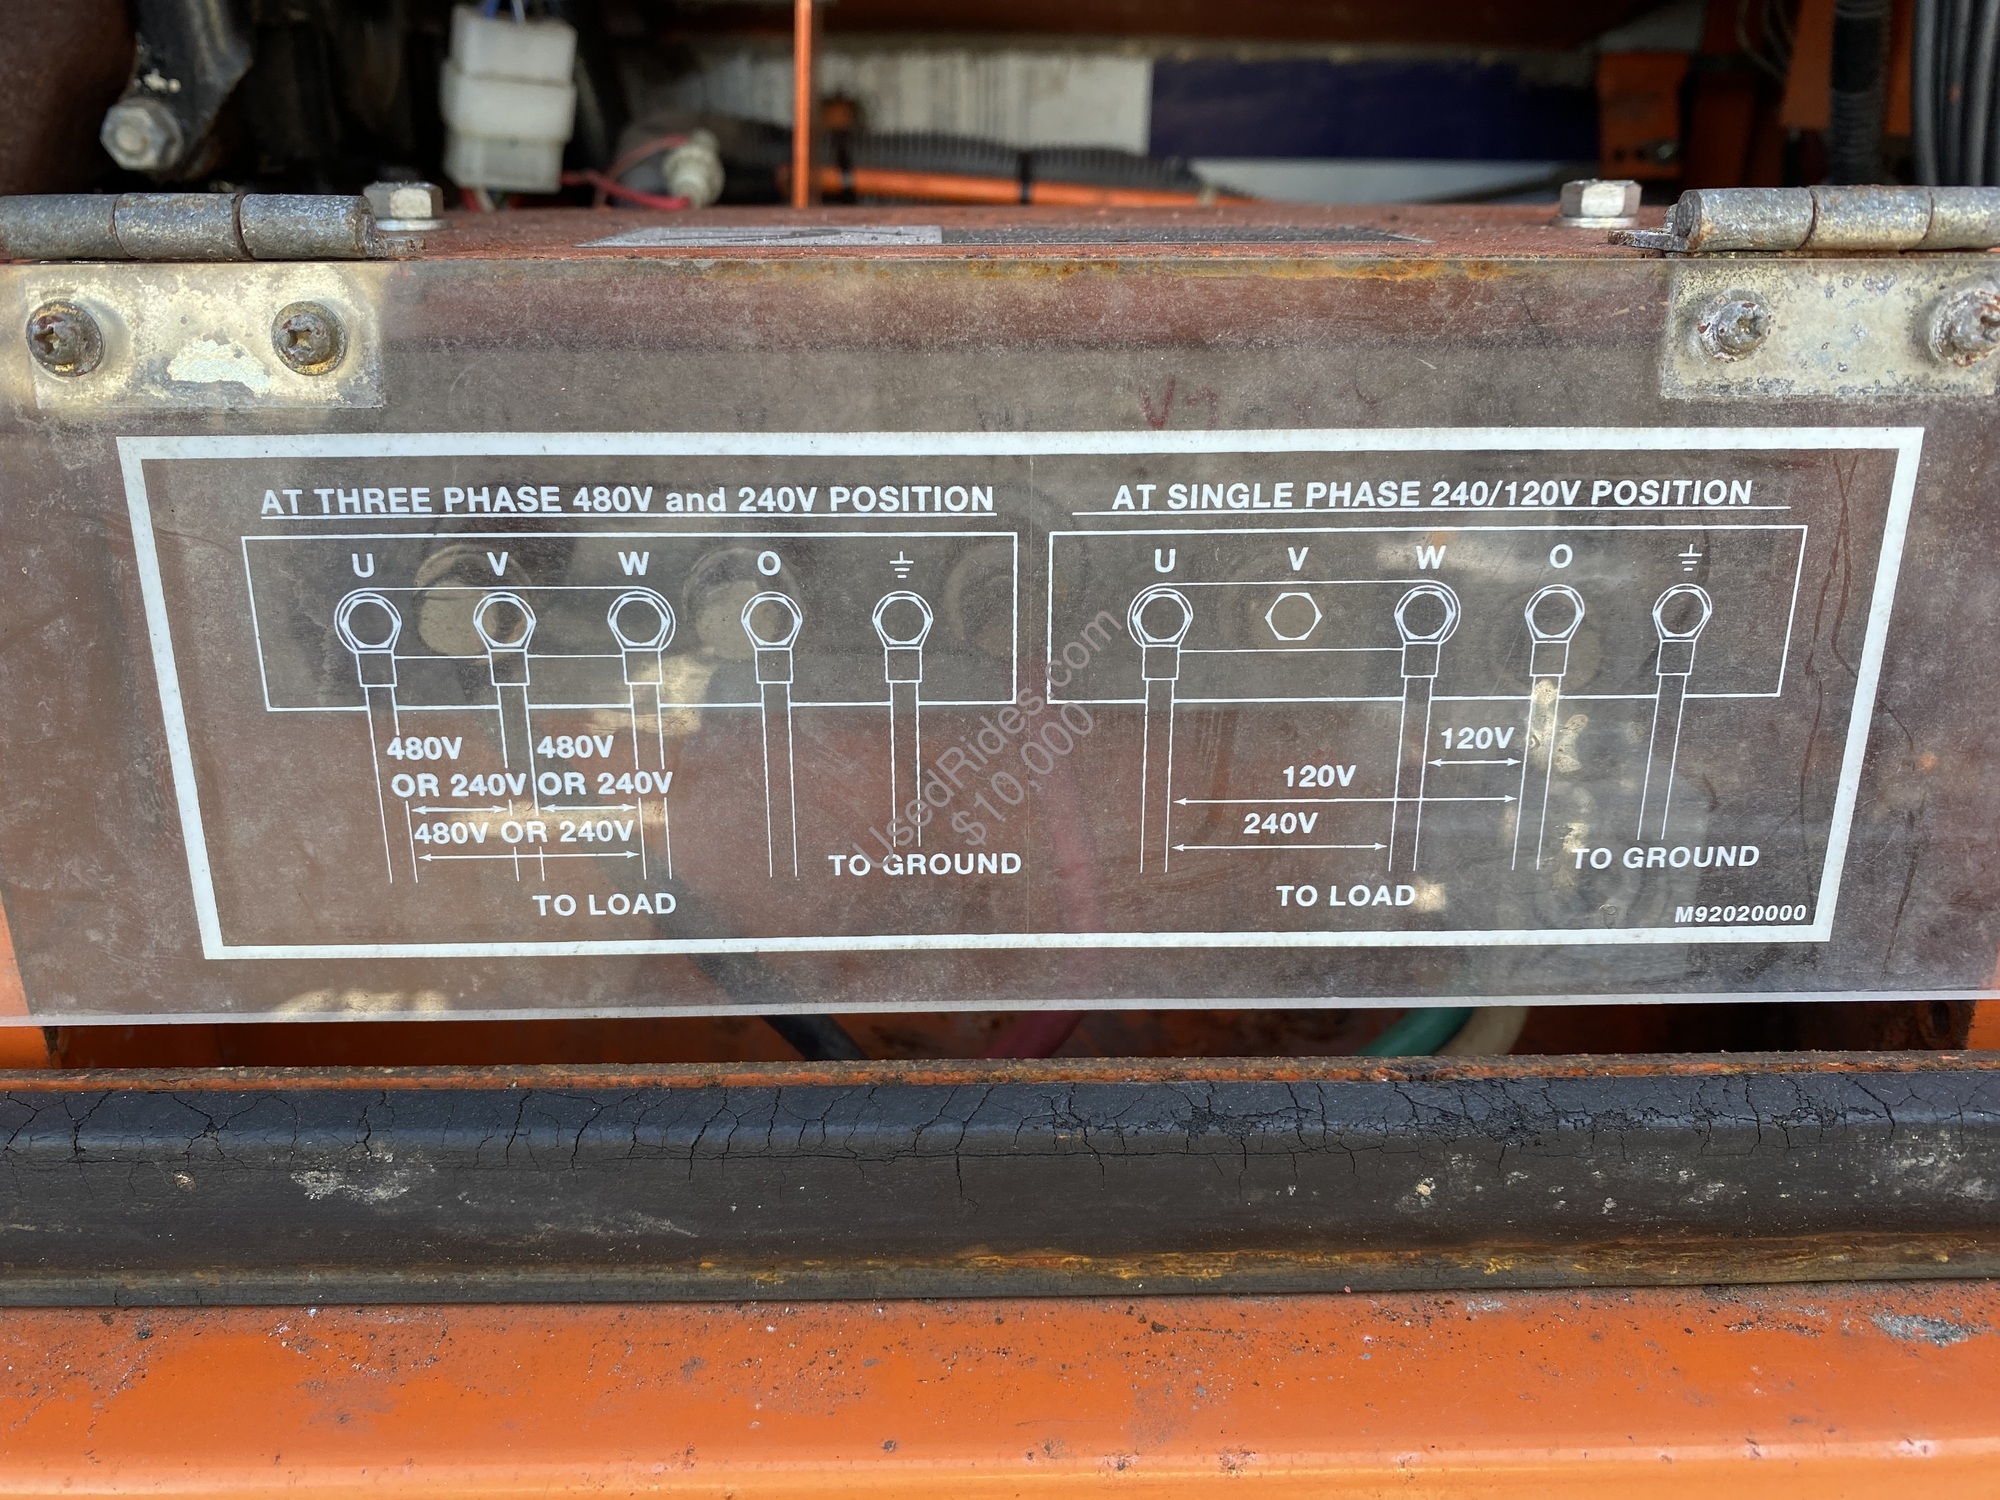 AT THREE PHASE 480V and 240V POSITION
U V W O
480V 480V
OR 240V OR 240V
480V OR 240V
TO GROUND
TO LOAD
AT SINGLE PHASE 240/120V POSITION
U V W O
120V
120V
240V
TO GROUND
TO LOAD
M92020000
UsedRides.com
$10,000